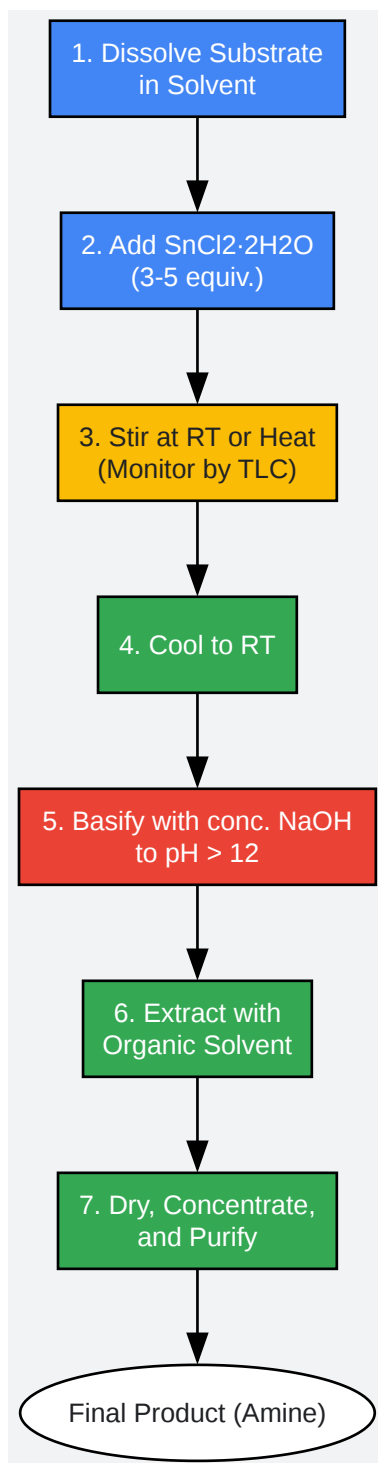 1. Dissolve Substrate
in Solvent
2. Add SnCl2·2H2O
(3-5 equiv.)
3. Stir at RT or Heat
(Monitor by TLC)
4. Cool to RT
5. Basify with conc. NaOH
to pH > 12
6. Extract with
Organic Solvent
7. Dry, Concentrate,
and Purify
Final Product (Amine)